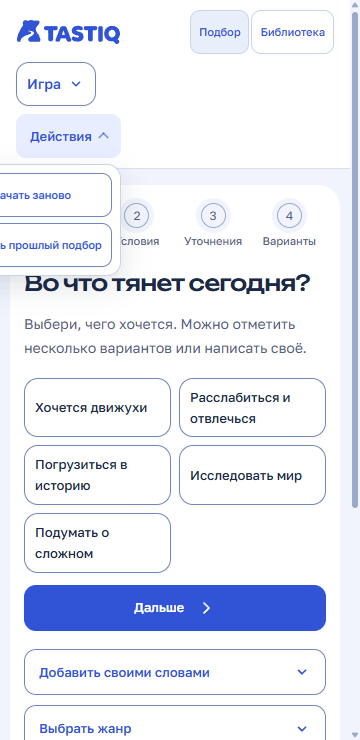 TASTIQ
Подбор
Библиотека
Игра
Действия
ачать заново
ь прошлый подбор
2
3
4
словия
Уточнения
Варианты
Во что тянет сегодня?
Выбери, чего хочется. Можно отметить
несколько вариантов или написать своё.
Хочется движухи
Расслабиться и
отвлечься
Погрузиться в
историю
Исследовать мир
Подумать о
сложном
Дальше
Добавить своими словами
Выбрать жанр